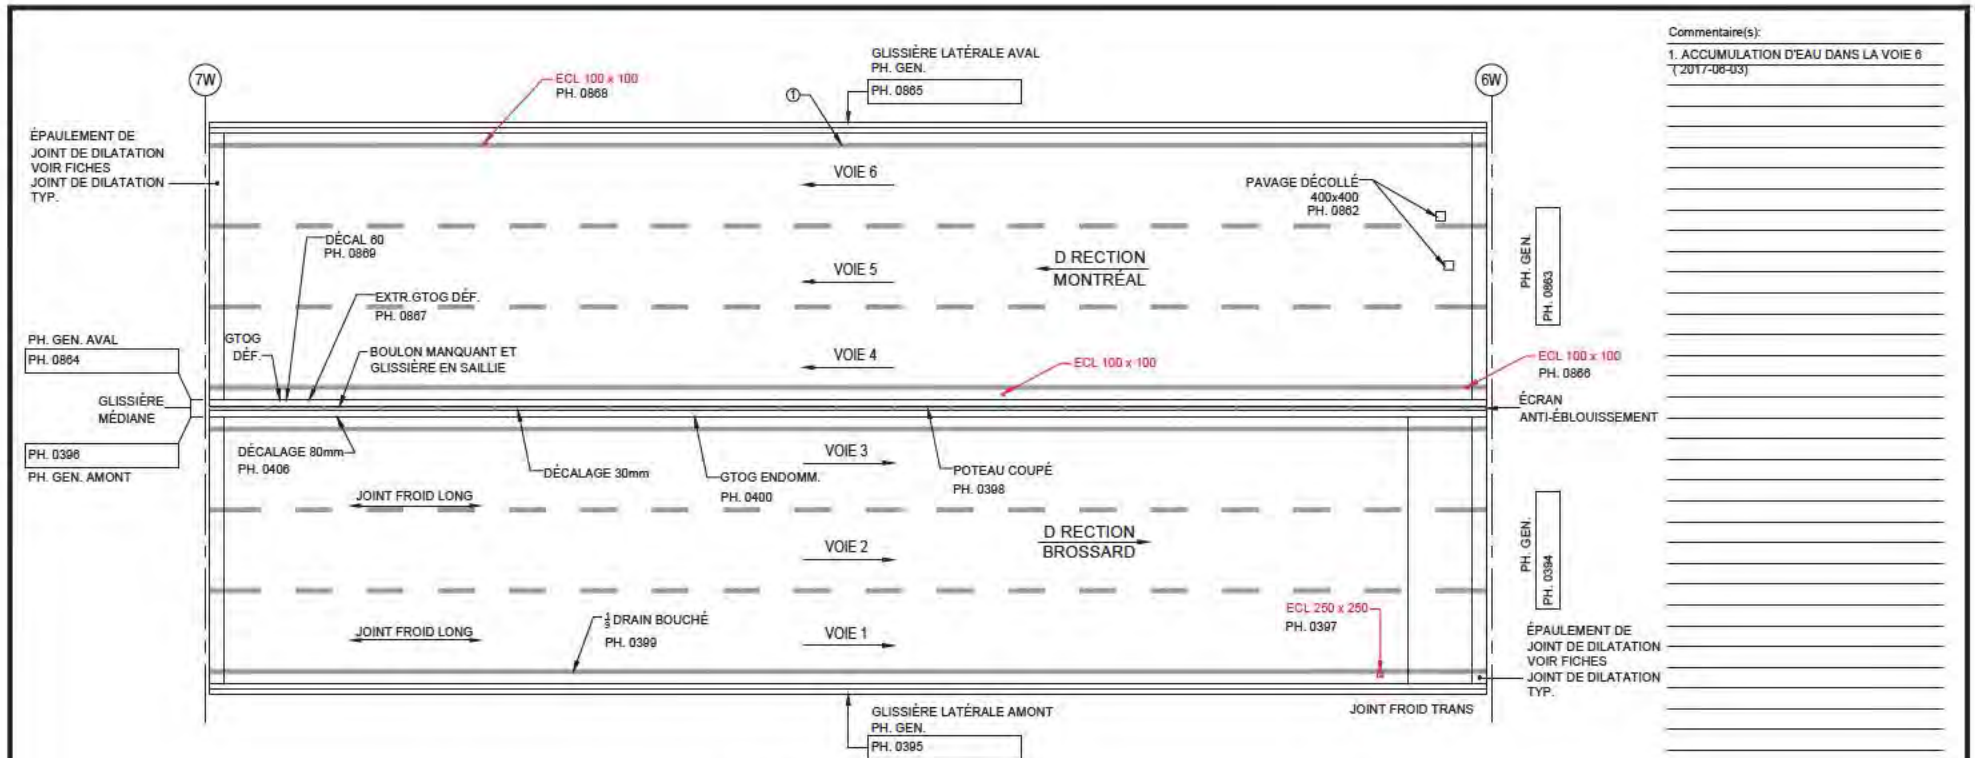 Commentaire(s):
1. ACCUMULATION D'EAU DANS LA VOIE 6
( 2017-06-03)
7W
6W
ECL 100 x 100
PH. 0868
GLISSIÈRE LATÉRALE AVAL
PH. GEN.
PH. 0865
1
ÉPAULEMENT DE
JOINT DE DILATATION
VOIR FICHES
JOINT DE DILATATION
TYP.
VOIE 6
PAVAGE DÉCOLLÉ
400x400
PH. 0862
DÉCAL 60
PH. 0869
VOIE 5
D RECTION
MONTRÉAL
PH. GEN.
PH. 0863
EXTR.GTOG DÉF.
PH. 0867
GTOG
DÉF.
BOULON MANQUANT ET
GLISSIÈRE EN SAILLIE
VOIE 4
ECL 100 x 100
ECL 100 x 100
PH. 0866
PH. GEN. AVAL
PH. 0864
GLISSIÈRE
MÉDIANE
PH. 0396
PH. GEN. AMONT
ÉCRAN
ANTI-ÉBLOUISSEMENT
DÉCALAGE 80mm
PH. 0406
DÉCALAGE 30mm
GTOG ENDOMM.
PH. 0400
VOIE 3
POTEAU COUPÉ
PH. 0398
JOINT FROID LONG
VOIE 2
D RECTION
BROSSARD
PH. GEN.
PH. 0394
JOINT FROID LONG
1/3 DRAIN BOUCHÉ
PH. 0399
VOIE 1
ECL 250 x 250
PH. 0397
ÉPAULEMENT DE
JOINT DE DILATATION
VOIR FICHES
JOINT DE DILATATION
TYP.
JOINT FROID TRANS
GLISSIÈRE LATÉRALE AMONT
PH. GEN.
PH. 0395